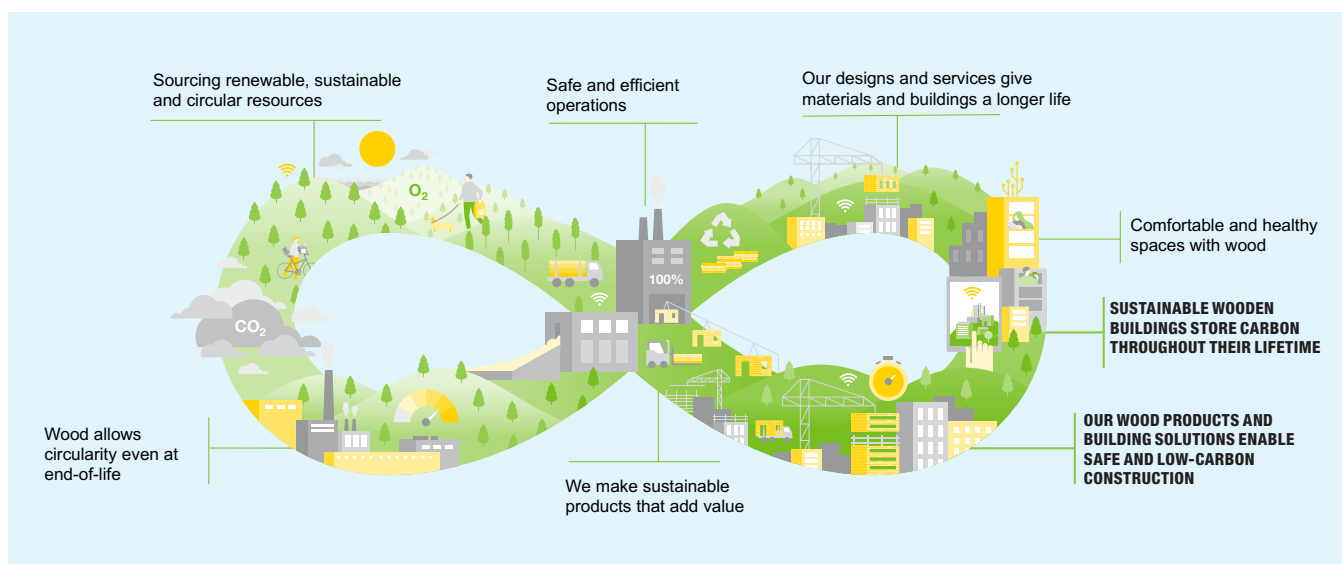 Sourcing renewable, sustainable
and circular resources
Safe and efficient
operations
Our designs and services give
materials and buildings a longer life
O₂
100%
Comfortable and healthy
spaces with wood
CO₂
SUSTAINABLE WOODEN
BUILDINGS STORE CARBON
THROUGHOUT THEIR LIFETIME
Wood allows
circularity even at
end-of-life
We make sustainable
products that add value
OUR WOOD PRODUCTS AND
BUILDING SOLUTIONS ENABLE
SAFE AND LOW-CARBON
CONSTRUCTION